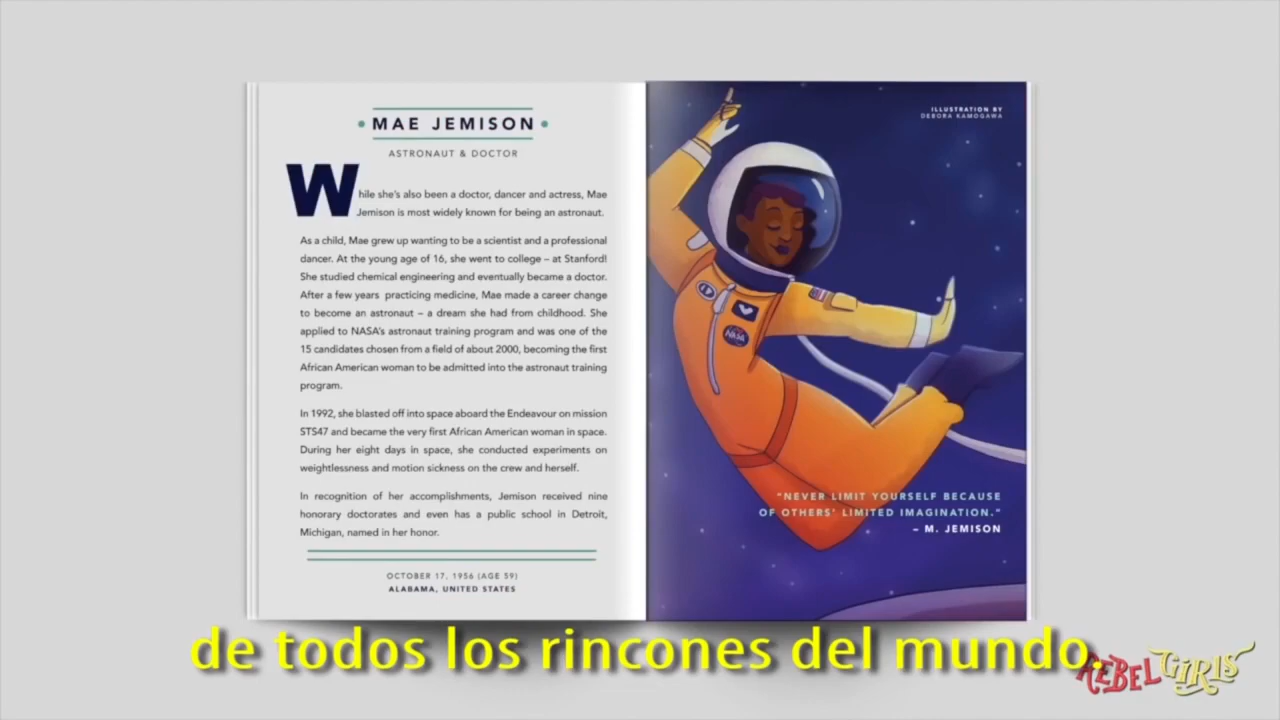 MAE JEMISON
ASTRONAUT & DOCTOR
While she's also been a doctor, dancer and actress, Mae
Jemison is most widely known for being an astronaut.
As a child, Mae grew up wanting to be a scientist and a professional
dancer. At the young age of 16, she went to college – at Stanford!
She studied chemical engineering and eventually became a doctor.
After a few years practicing medicine, Mae made a career change
to become an astronaut – a dream she had from childhood. She
applied to NASA's astronaut training program and was one of the
15 candidates chosen from a field of about 2000, becoming the first
African American woman to be admitted into the astronaut training
program.
In 1992, she blasted off into space aboard the Endeavour on mission
STS47 and became the very first African American woman in space.
During her eight days in space, she conducted experiments on
weightlessness and motion sickness on the crew and herself.
In recognition of her accomplishments, Jemison received nine
honorary doctorates and even has a public school in Detroit,
Michigan, named in her honor.
OCTOBER 17, 1956 (AGE 59)
ALABAMA, UNITED STATES
ILLUSTRATION BY
DEBORA KAMOGAWA
NASA
"NEVER LIMIT YOURSELF BECAUSE
OF OTHERS' LIMITED IMAGINATION."
– M. JEMISON
de todos los rincones del mundo.
REBEL GIRLS